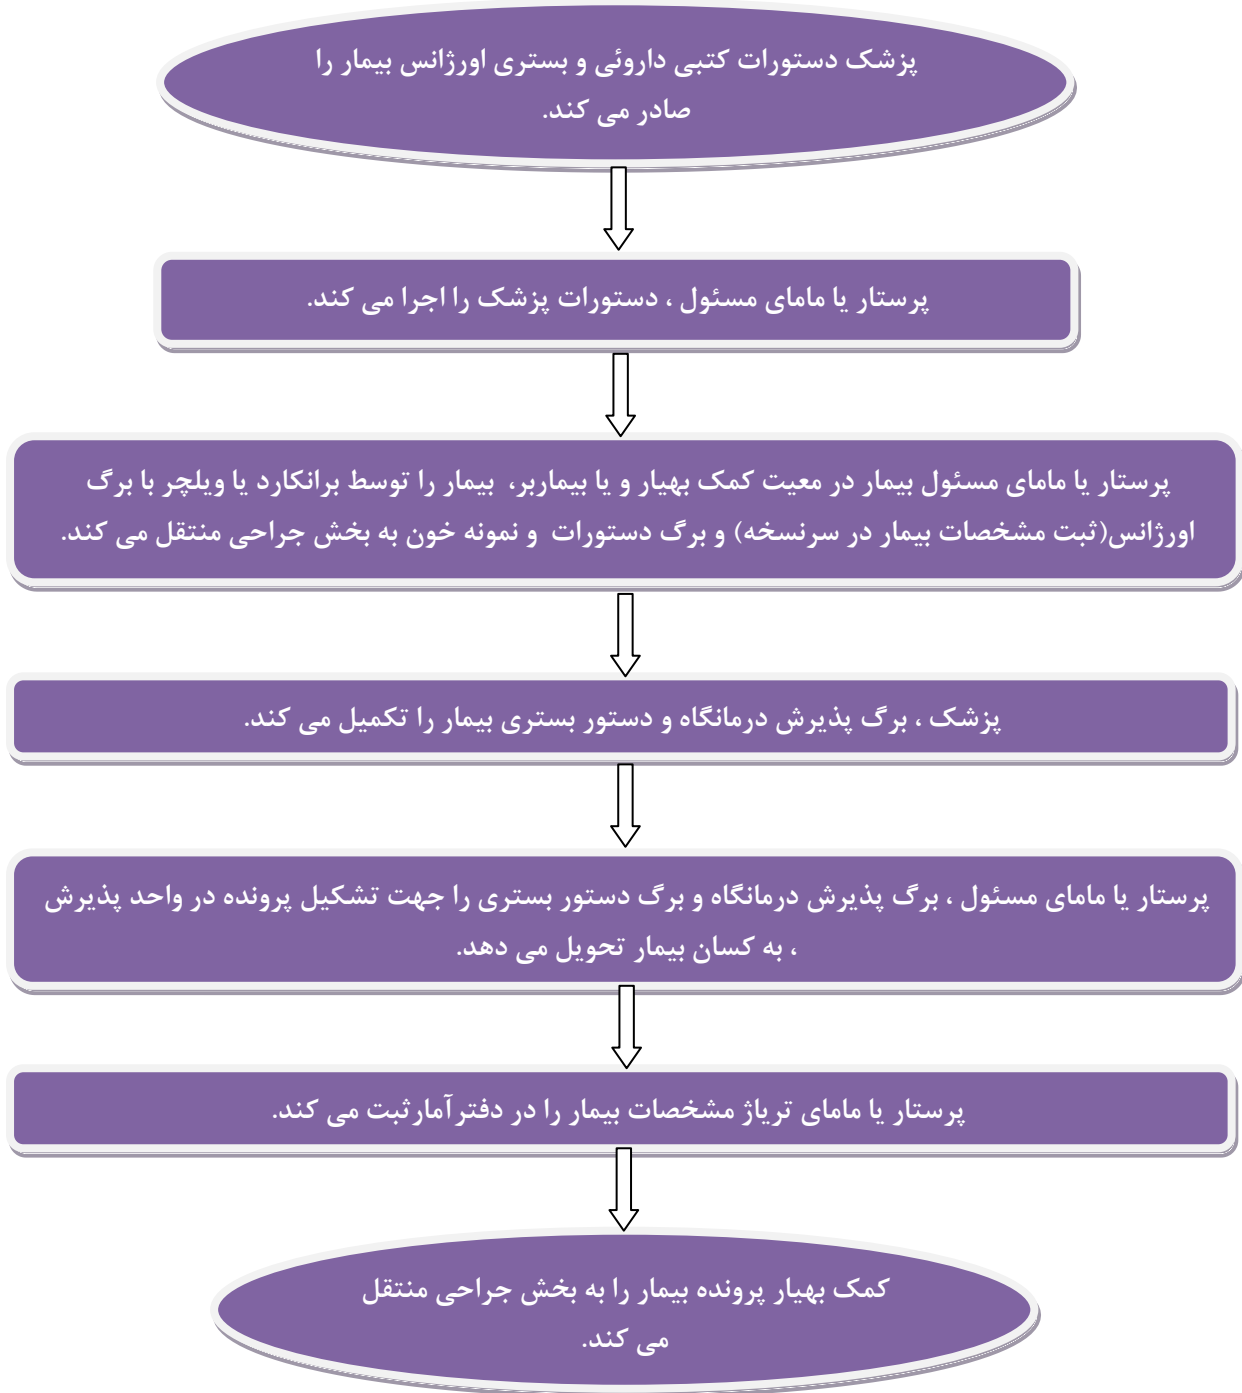 پزشک دستورات کتبی داروئی و بستری اورژانس بیمار را
صادر می کند.
پرستار یا مامای مسئول ، دستورات پزشک را اجرا می کند.
پرستار یا مامای مسئول بیمار در معیت کمک بهیار و یا بیماربر، بیمار را توسط برانکارد یا ویلچر با برگ
اورژانس(ثبت مشخصات بیمار در سرنسخه) و برگ دستورات و نمونه خون به بخش جراحی منتقل می کند.
پزشک ، برگ پذیرش درمانگاه و دستور بستری بیمار را تکمیل می کند.
پرستار یا مامای مسئول ، برگ پذیرش درمانگاه و برگ دستور بستری را جهت تشکیل پرونده در واحد پذیرش
، به کسان بیمار تحویل می دهد.
پرستار یا مامای تریاژ مشخصات بیمار را در دفترآمارثبت می کند.
کمک بهیار پرونده بیمار را به بخش جراحی منتقل
می کند.